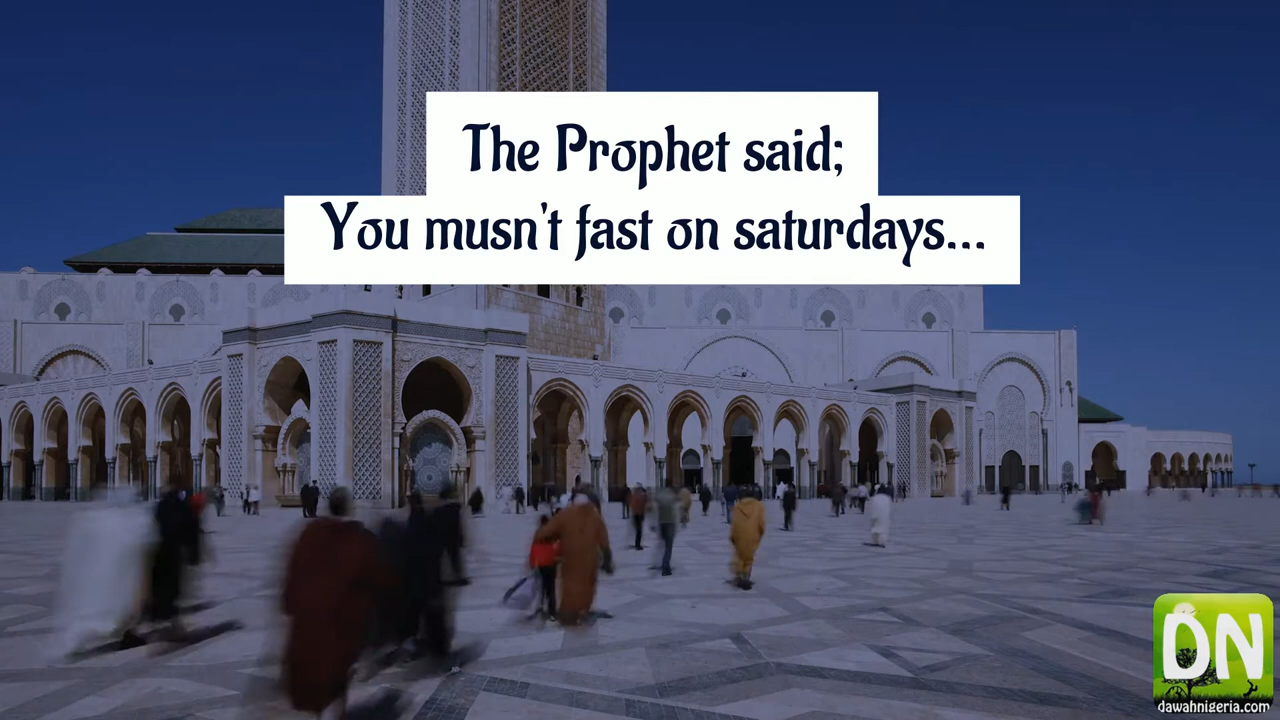 The Prophet said;
You musn't fast on saturdays...
DN
dawahnigeria.com